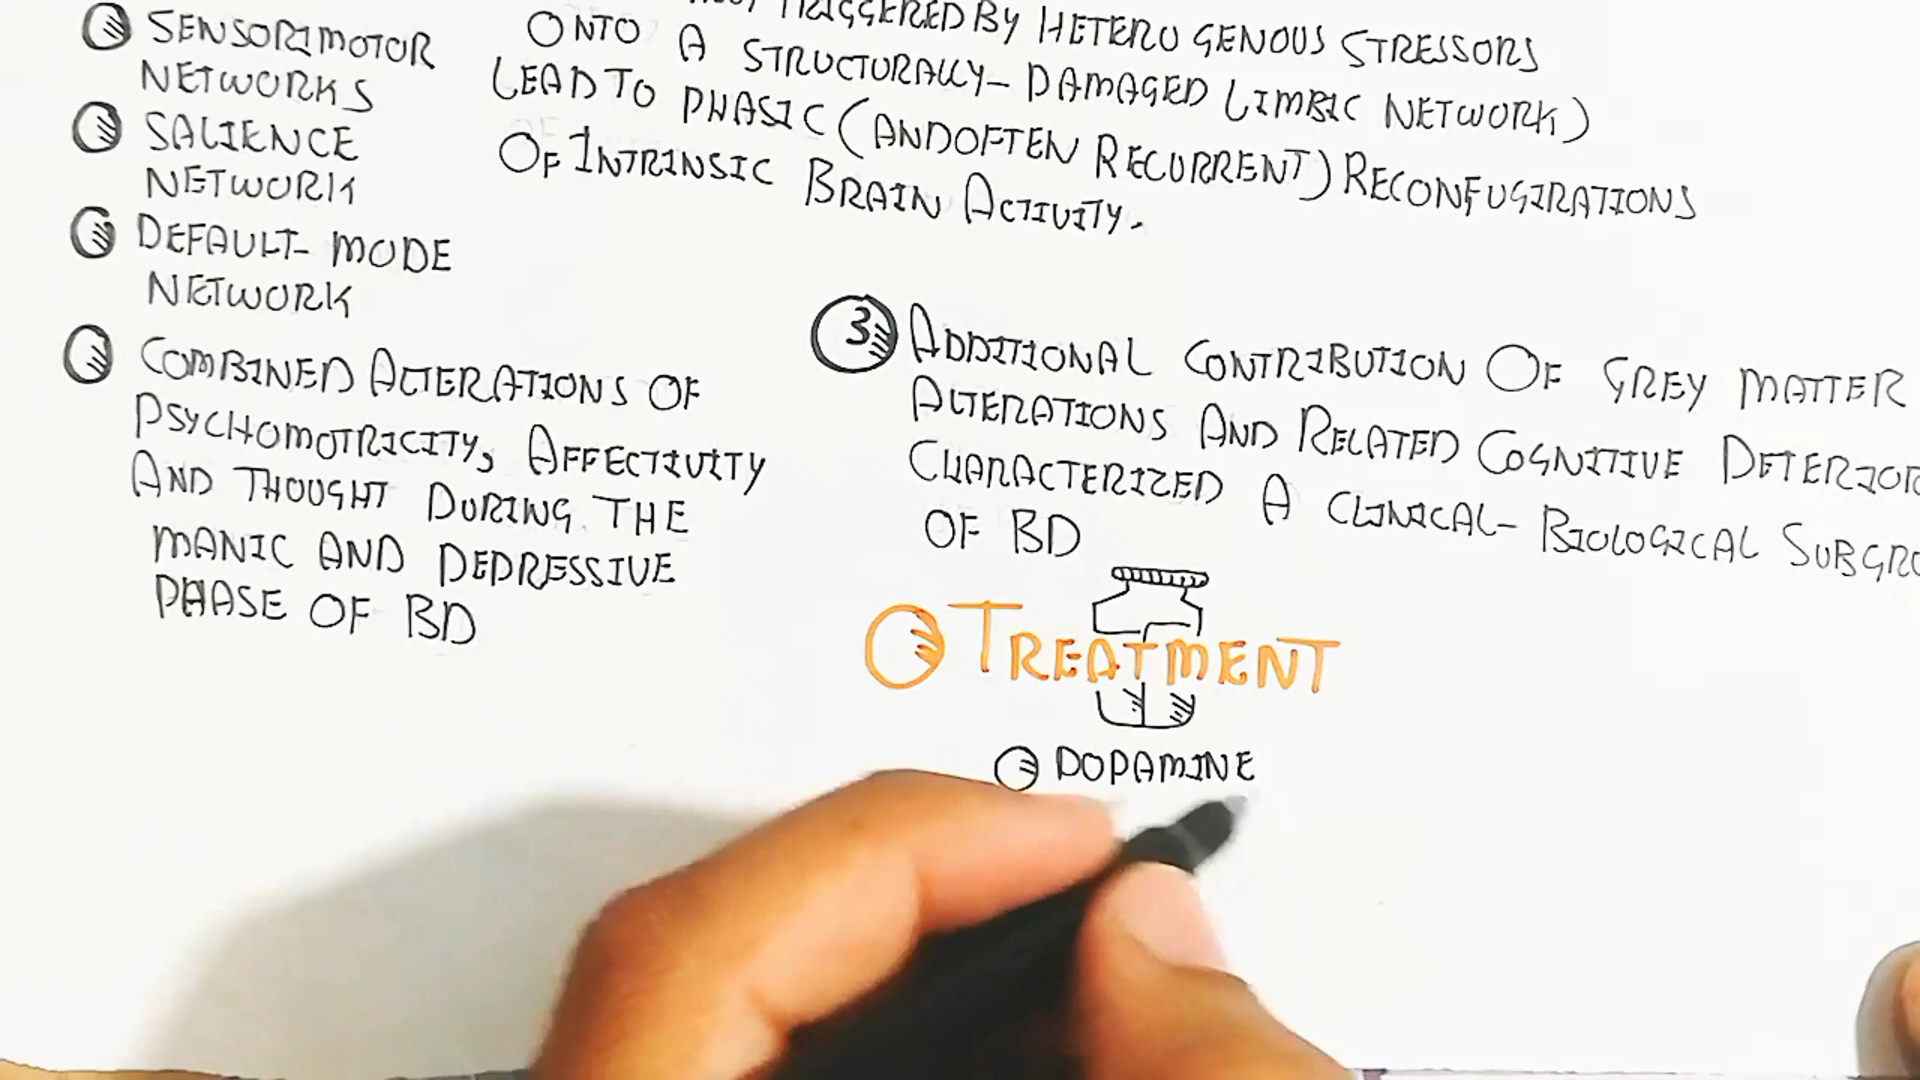 SENSORIMOTOR
NETWORKS
SALIENCE
NETWORK
DEFAULT-MODE
NETWORK
COMBINED ALTERATIONS OF
PSYCHOMOTRICITY, AFFECTIVITY
AND THOUGHT DURING THE
MANIC AND DEPRESSIVE
PHASE OF BD
TRIGGERED BY HETEROGENOUS STRESSORS
ONTO A STRUCTURALLY-DAMAGED LIMBIC NETWORK)
LEAD TO PHASIC (AND OFTEN RECURRENT) RECONFUGIRATIONS
OF INTRINSIC BRAIN ACTIVITY.
3 ADDITIONAL CONTRIBUTION OF GREY MATTER
ALTERATIONS AND RELATED COGNITIVE DETERIOR
CHARACTERIZED A CLINICAL-BIOLOGICAL SUBGRO
OF BD
TREATMENT
DOPAMINE